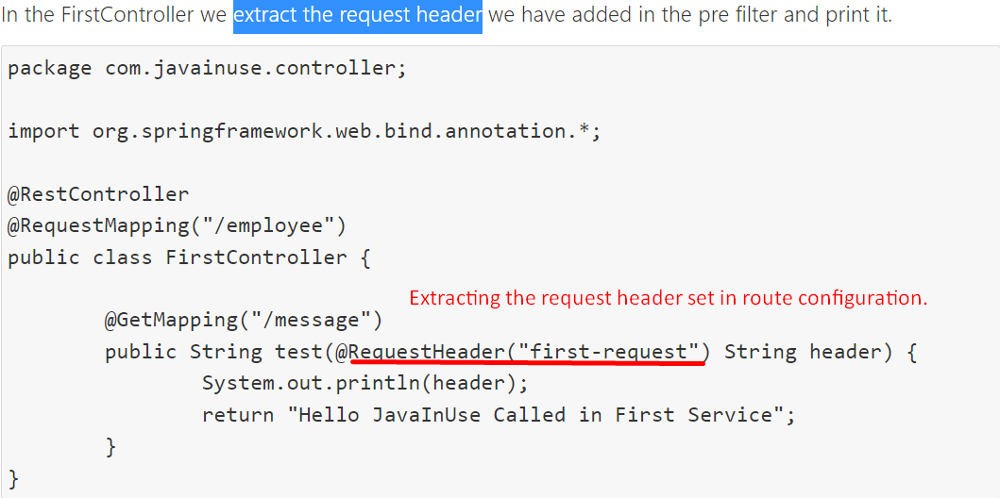 In the FirstController we extract the request header we have added in the pre filter and print it.
package com.javainuse.controller;
import org.springframework.web.bind.annotation.*;
@RestController
@RequestMapping("/employee")
public class FirstController {
Extracting the request header set in route configuration.
@GetMapping("/message")
public String test(@RequestHeader("first-request") String header) {
System.out.println(header);
return "Hello JavaInUse Called in First Service";
}
}